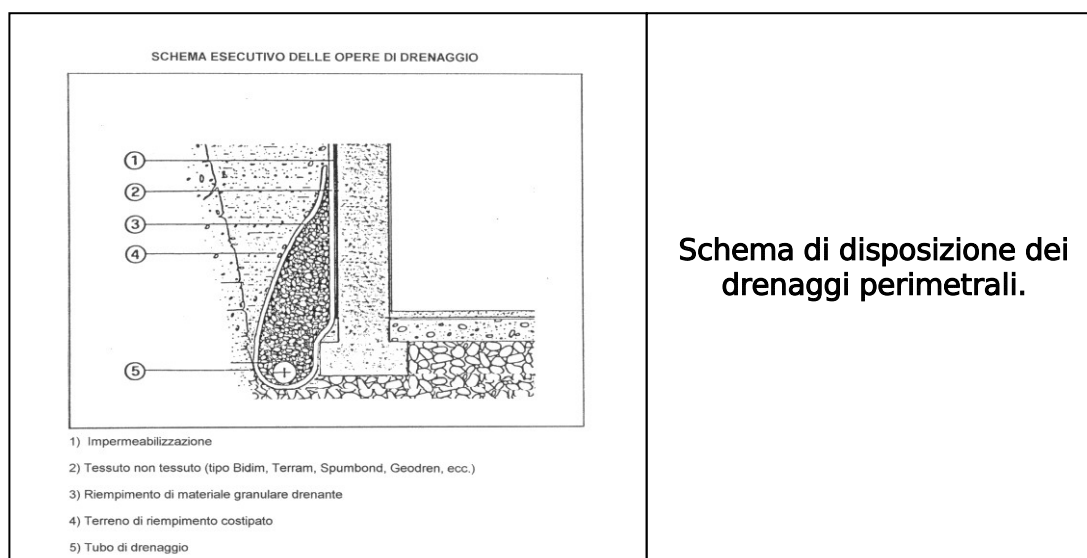 SCHEMA ESECUTIVO DELLE OPERE DI DRENAGGIO
1
2
3
4
5
1) Impermeabilizzazione
2) Tessuto non tessuto (tipo Bidim, Terram, Spumbond, Geodren, ecc.)
3) Riempimento di materiale granulare drenante
4) Terreno di riempimento costipato
5) Tubo di drenaggio
Schema di disposizione dei
drenaggi perimetrali.